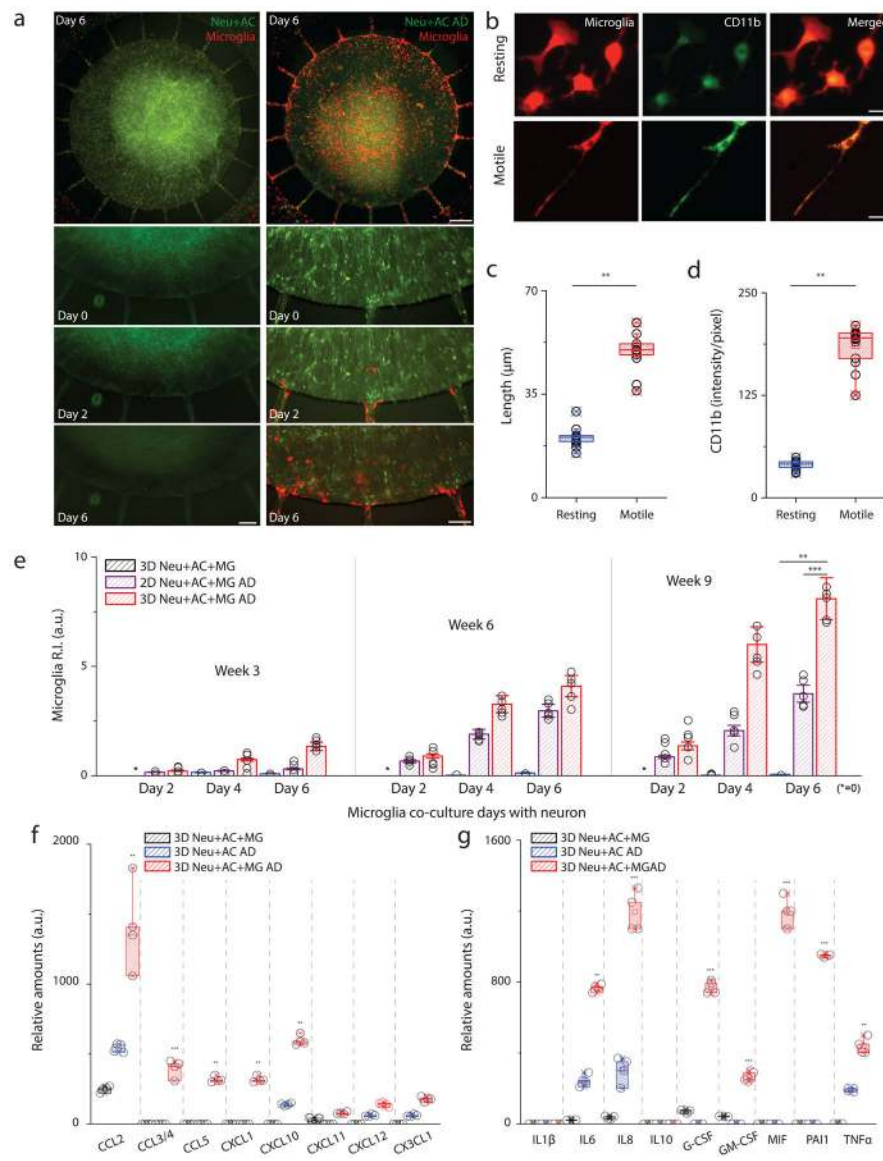 a
Day 6
Neu+AC
Microglia
Day 6
Neu+AC AD
Microglia
Day 0
Day 0
Day 2
Day 2
Day 6
Day 6
b
Resting
Microglia
CD11b
Merged
Motile
c
**
70
35
0
Length (μm)
Resting
Motile
d
**
250
125
0
CD11b (intensity/pixel)
Resting
Motile
e
10
5
0
Microglia R.I. (a.u.)
3D Neu+AC+MG
2D Neu+AC+MG AD
3D Neu+AC+MG AD
Week 3
Week 6
Week 9
**
***
*
*
*
Day 2
Day 4
Day 6
Day 2
Day 4
Day 6
Day 2
Day 4
Day 6
(*=0)
Microglia co-culture days with neuron
f
2000
1000
0
Relative amounts (a.u.)
3D Neu+AC+MG
3D Neu+AC AD
3D Neu+AC+MG AD
**
***
**
**
**
CCL2
CCL3/4
CCL5
CXCL1
CXCL10
CXCL11
CXCL12
CX3CL1
g
1600
800
0
Relative amounts (a.u.)
3D Neu+AC+MG
3D Neu+AC AD
3D Neu+AC+MGAD
**
***
***
***
***
***
**
IL1β
IL6
IL8
IL10
G-CSF
GM-CSF
MIF
PAI1
TNFα